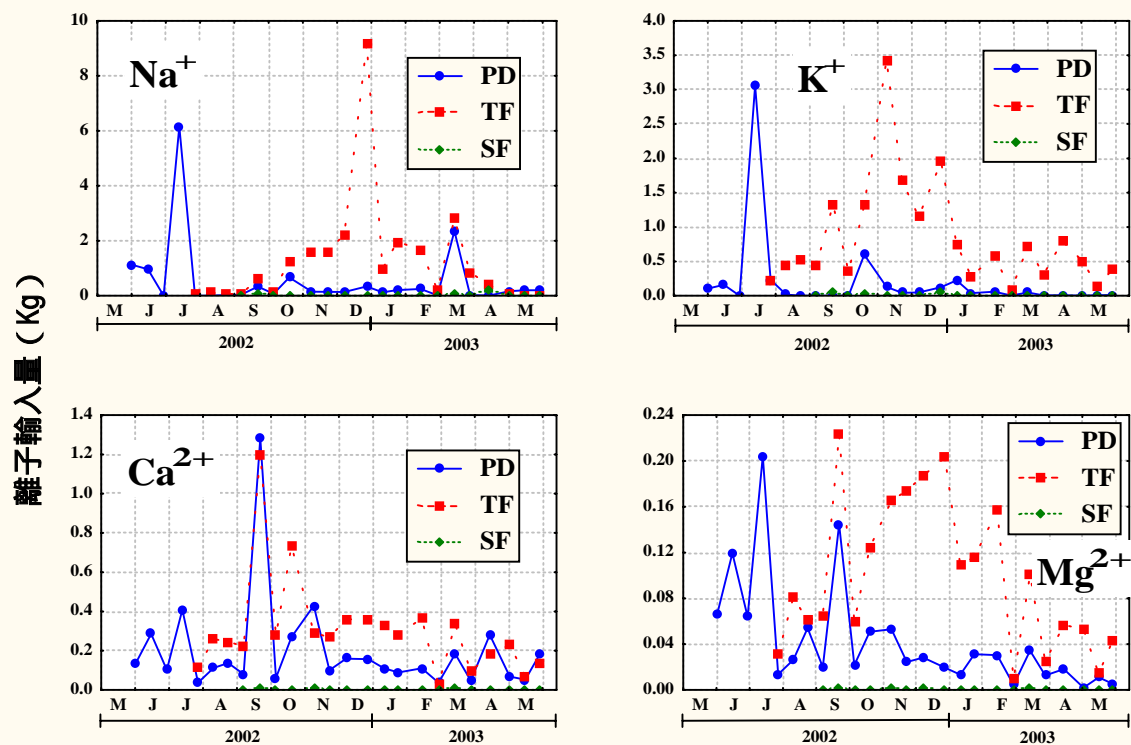 離子輸入量 ( Kg )
Na+
PD
TF
SF
10
8
6
4
2
0
M J J A S O N D J F M A M
2002 2003
K+
PD
TF
SF
4.0
3.5
3.0
2.5
2.0
1.5
1.0
0.5
0.0
M J J A S O N D J F M A M
2002 2003
Ca2+
PD
TF
SF
1.4
1.2
1.0
0.8
0.6
0.4
0.2
0.0
M J J A S O N D J F M A M
2002 2003
Mg2+
PD
TF
SF
0.24
0.20
0.16
0.12
0.08
0.04
0.00
M J J A S O N D J F M A M
2002 2003